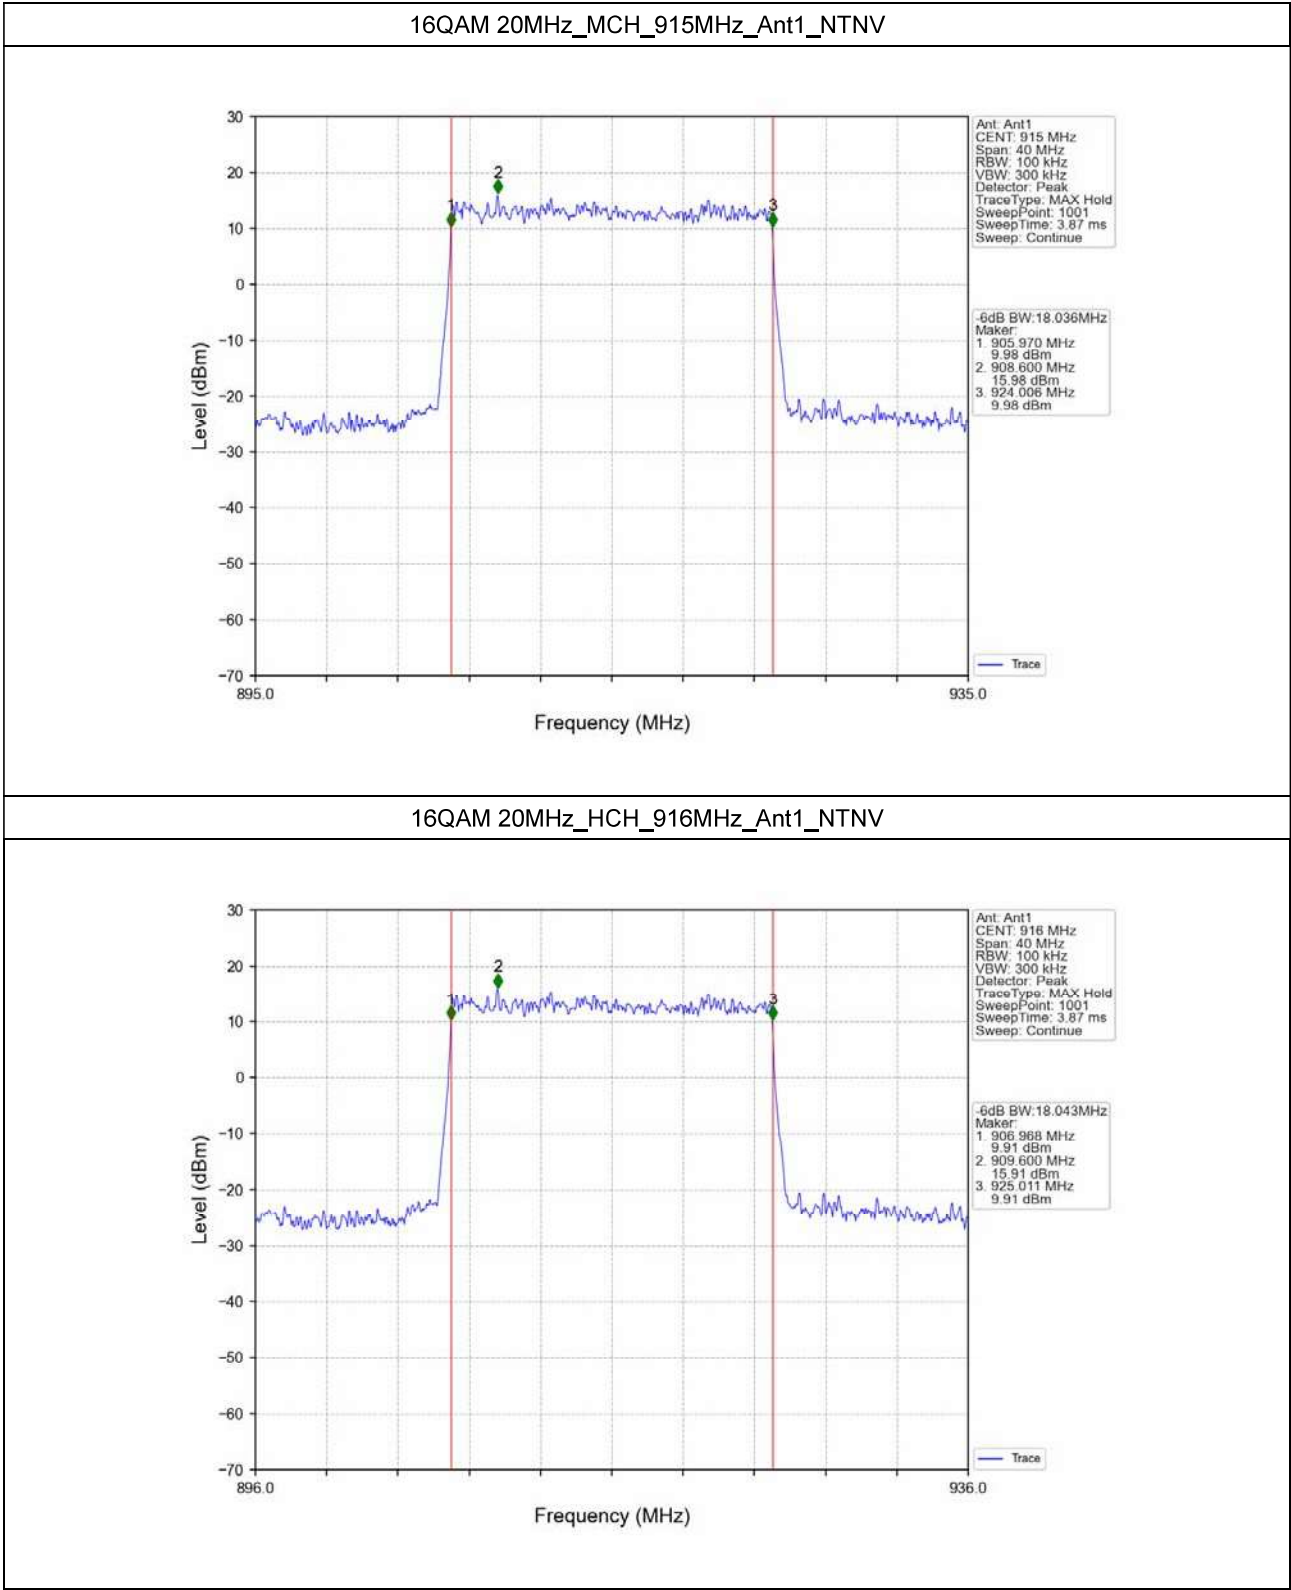 16QAM 20MHz_MCH_915MHz_Ant1_NTNV
30
20
10
0
−10
−20
−30
−40
−50
−60
−70
Level (dBm)
895.0
935.0
Frequency (MHz)
1
2
3
Ant: Ant1
CENT: 915 MHz
Span: 40 MHz
RBW: 100 kHz
VBW: 300 kHz
Detector: Peak
TraceType: MAX Hold
SweepPoint: 1001
SweepTime: 3.87 ms
Sweep: Continue
-6dB BW:18.036MHz
Maker:
1. 905.970 MHz
9.98 dBm
2. 908.600 MHz
15.98 dBm
3. 924.006 MHz
9.98 dBm
Trace
16QAM 20MHz_HCH_916MHz_Ant1_NTNV
30
20
10
0
−10
−20
−30
−40
−50
−60
−70
Level (dBm)
896.0
936.0
Frequency (MHz)
1
2
3
Ant: Ant1
CENT: 916 MHz
Span: 40 MHz
RBW: 100 kHz
VBW: 300 kHz
Detector: Peak
TraceType: MAX Hold
SweepPoint: 1001
SweepTime: 3.87 ms
Sweep: Continue
-6dB BW:18.043MHz
Maker:
1. 906.968 MHz
9.91 dBm
2. 909.600 MHz
15.91 dBm
3. 925.011 MHz
9.91 dBm
Trace